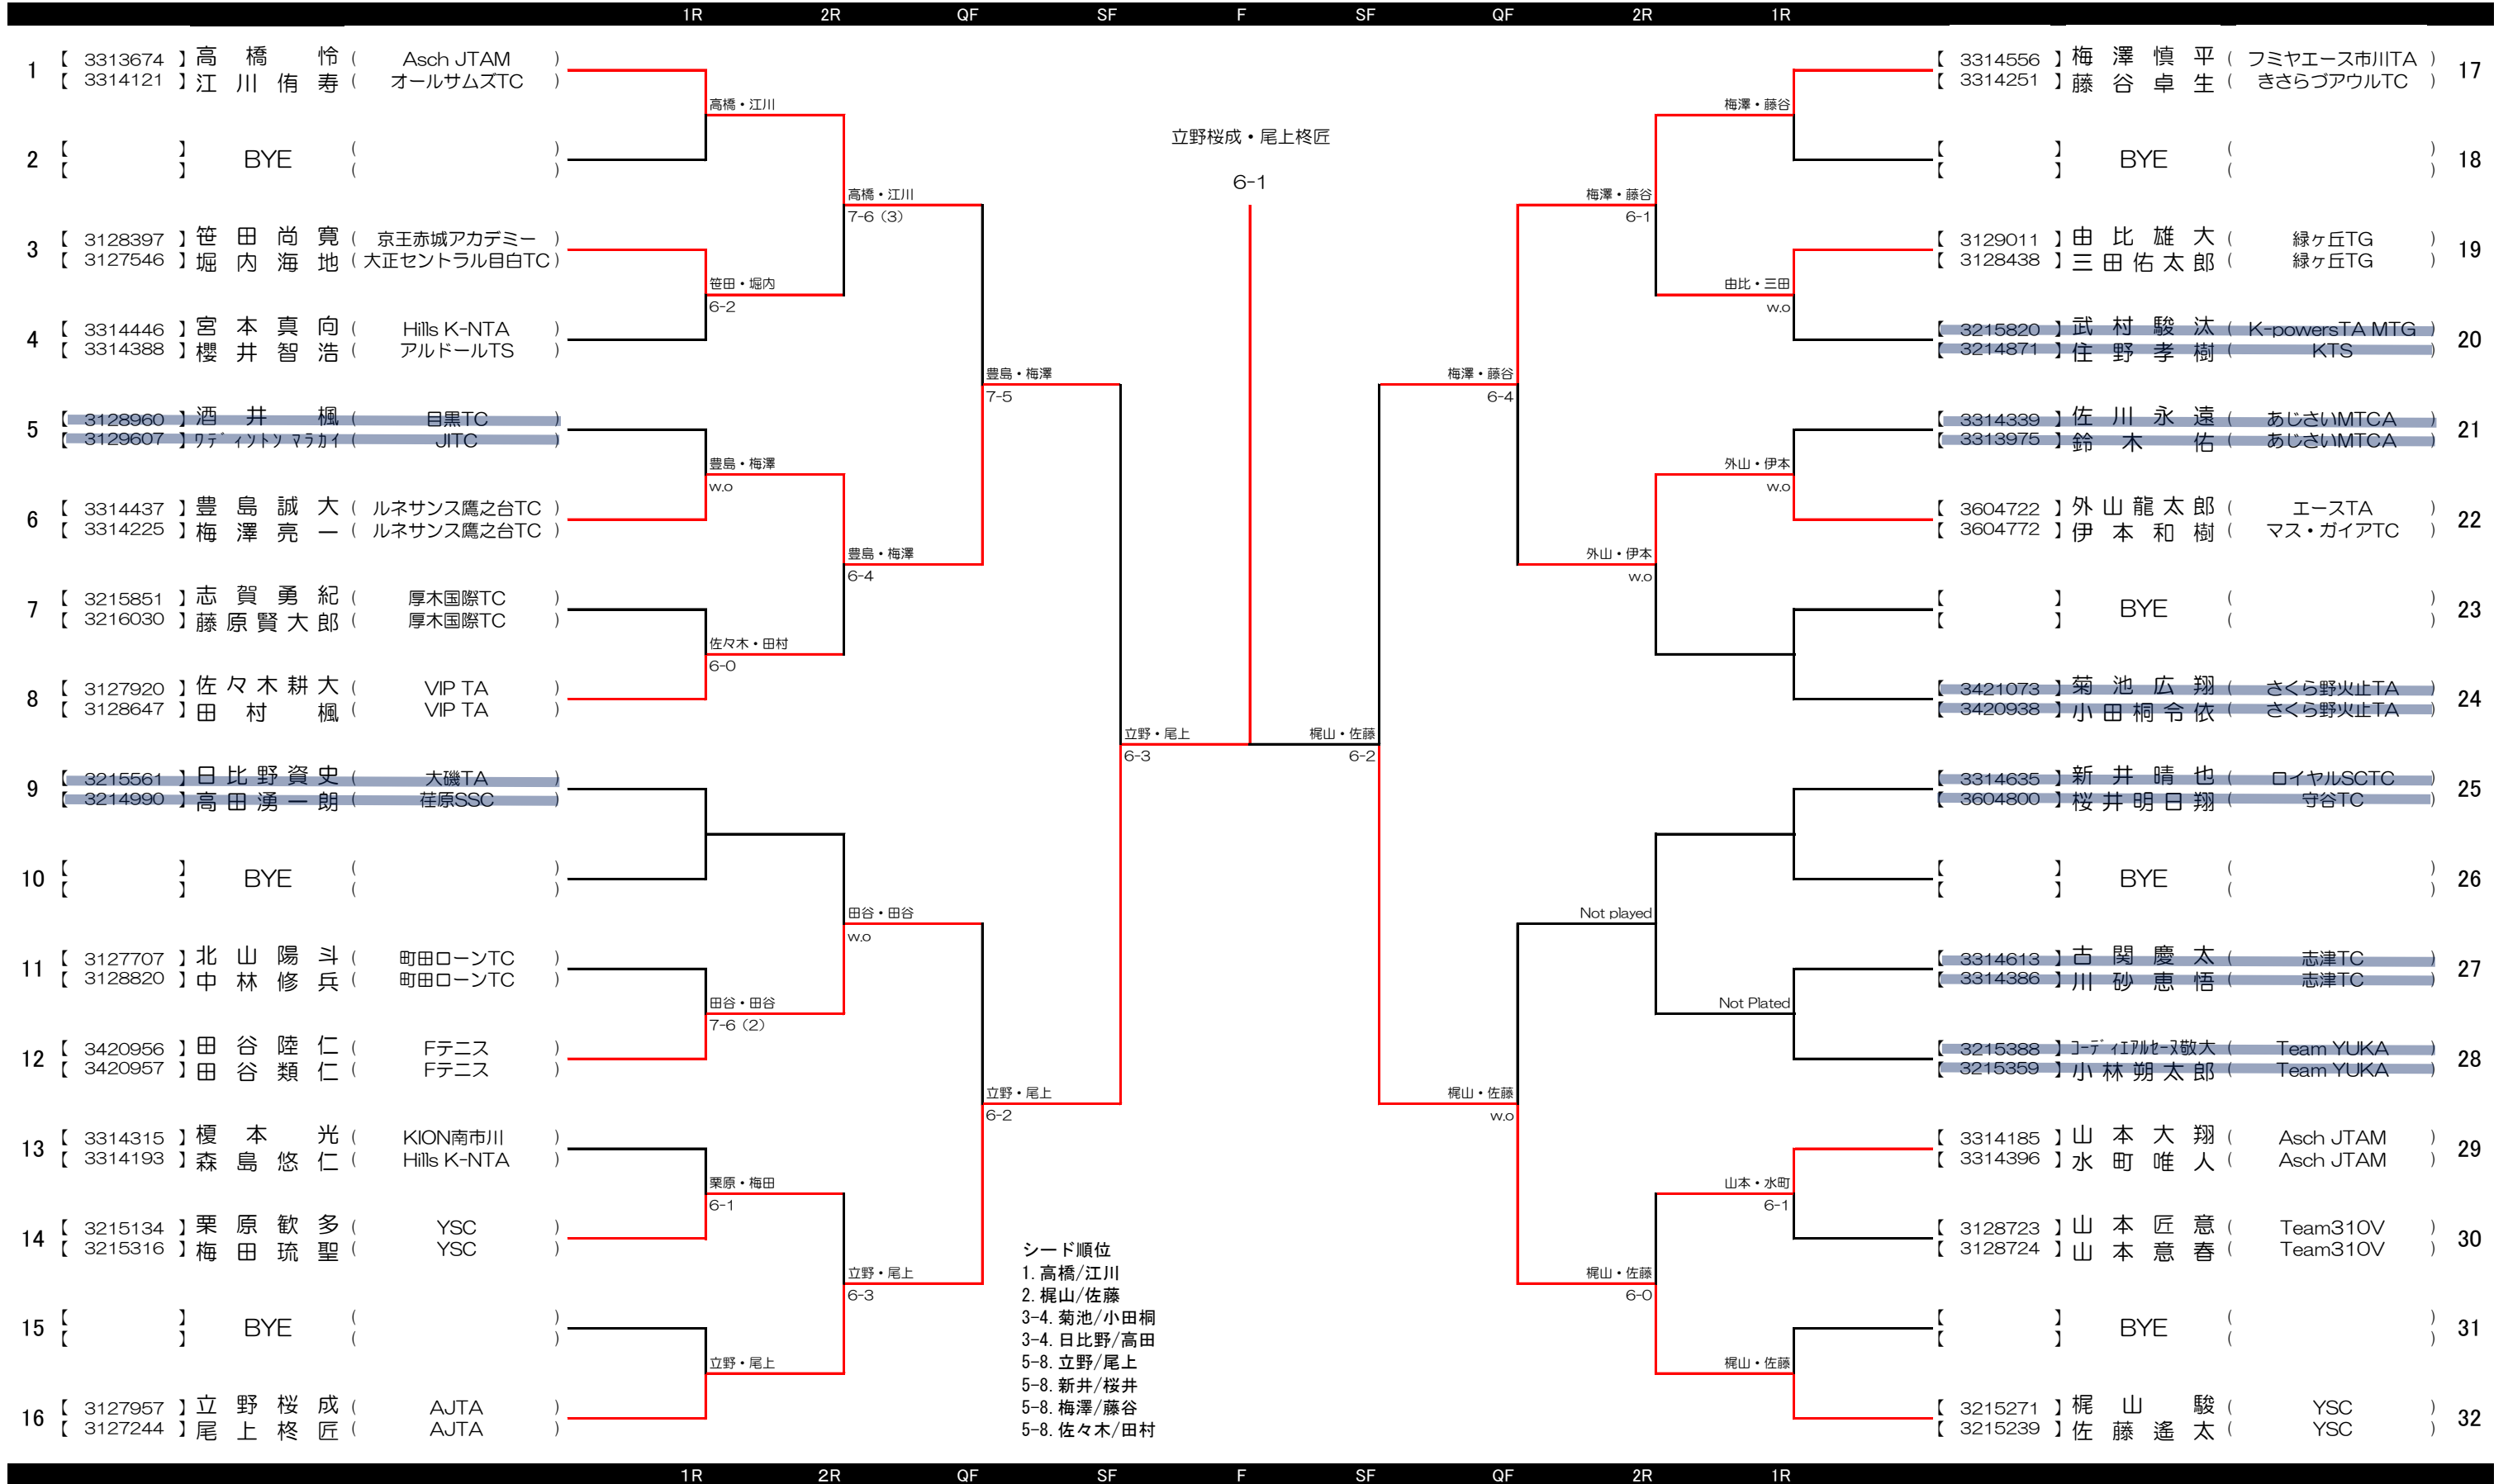 1R 2R QF SF F SF QF 2R 1R
1 【 3313674 】 高橋 怜 ( Asch JTAM )
【 3314121 】 江川侑寿 ( オールサムズTC )
2 【 】 BYE ( )
【 】 ( )
3 【 3128397 】 笹田尚寛 ( 京王赤城アカデミー )
【 3127546 】 堀内海地 ( 大正セントラル目白TC )
4 【 3314446 】 宮本真向 ( Hills K-NTA )
【 3314388 】 櫻井智浩 ( アルドールTS )
5 【 3128960 】 酒井 楓 ( 目黒TC )
【 3129607 】 ワディントン マラカイ ( JITC )
6 【 3314437 】 豊島誠大 ( ルネサンス鷹之台TC )
【 3314225 】 梅澤亮一 ( ルネサンス鷹之台TC )
7 【 3215851 】 志賀勇紀 ( 厚木国際TC )
【 3216030 】 藤原賢大郎 ( 厚木国際TC )
8 【 3127920 】 佐々木耕大 ( VIP TA )
【 3128647 】 田村 楓 ( VIP TA )
9 【 3215561 】 日比野資史 ( 大磯TA )
【 3214990 】 高田湧一朗 ( 荏原SSC )
10 【 】 BYE ( )
【 】 ( )
11 【 3127707 】 北山陽斗 ( 町田ローンTC )
【 3128820 】 中林修兵 ( 町田ローンTC )
12 【 3420956 】 田谷陸仁 ( Fテニス )
【 3420957 】 田谷類仁 ( Fテニス )
13 【 3314315 】 榎本 光 ( KION南市川 )
【 3314193 】 森島悠仁 ( Hills K-NTA )
14 【 3215134 】 栗原歓多 ( YSC )
【 3215316 】 梅田琉聖 ( YSC )
15 【 】 BYE ( )
【 】 ( )
16 【 3127957 】 立野桜成 ( AJTA )
【 3127244 】 尾上柊匠 ( AJTA )
高橋・江川
笹田・堀内
6-2
豊島・梅澤
w.o
佐々木・田村
6-0
田谷・田谷
7-6（2）
栗原・梅田
6-1
立野・尾上
高橋・江川
7-6（3）
豊島・梅澤
6-4
田谷・田谷
w.o
立野・尾上
6-3
豊島・梅澤
7-5
立野・尾上
6-2
立野・尾上
6-3
立野桜成・尾上柊匠
6-1
梶山・佐藤
6-2
梅澤・藤谷
6-4
梶山・佐藤
w.o
梅澤・藤谷
6-1
外山・伊本
w.o
Not played
梶山・佐藤
6-0
梅澤・藤谷
由比・三田
w.o
外山・伊本
w.o
Not Plated
山本・水町
6-1
梶山・佐藤
【 3314556 】 梅澤慎平 ( フミヤエース市川TA ) 17
【 3314251 】 藤谷卓生 ( きさらづアウルTC )
【 】 BYE ( ) 18
【 】 ( )
【 3129011 】 由比雄大 ( 緑ヶ丘TG ) 19
【 3128438 】 三田佑太郎 ( 緑ヶ丘TG )
【 3215820 】 武村駿汰 ( K-powersTA MTG ) 20
【 3214871 】 住野孝樹 ( KTS )
【 3314339 】 佐川永遠 ( あじさいMTCA ) 21
【 3313975 】 鈴木 佑 ( あじさいMTCA )
【 3604722 】 外山龍太郎 ( エースTA ) 22
【 3604772 】 伊本和樹 ( マス・ガイアTC )
【 】 BYE ( ) 23
【 】 ( )
【 3421073 】 菊池広翔 ( さくら野火止TA ) 24
【 3420938 】 小田桐令依 ( さくら野火止TA )
【 3314635 】 新井晴也 ( ロイヤルSCTC ) 25
【 3604800 】 桜井明日翔 ( 守谷TC )
【 】 BYE ( ) 26
【 】 ( )
【 3314613 】 古関慶太 ( 志津TC ) 27
【 3314386 】 川砂恵悟 ( 志津TC )
【 3215388 】 コーディエアルセーヌ敬大 ( Team YUKA ) 28
【 3215359 】 小林朔太郎 ( Team YUKA )
【 3314185 】 山本大翔 ( Asch JTAM ) 29
【 3314396 】 水町唯人 ( Asch JTAM )
【 3128723 】 山本匠意 ( Team310V ) 30
【 3128724 】 山本意春 ( Team310V )
【 】 BYE ( ) 31
【 】 ( )
【 3215271 】 梶山 駿 ( YSC ) 32
【 3215239 】 佐藤遙太 ( YSC )
シード順位
1. 高橋/江川
2. 梶山/佐藤
3-4. 菊池/小田桐
3-4. 日比野/高田
5-8. 立野/尾上
5-8. 新井/桜井
5-8. 梅澤/藤谷
5-8. 佐々木/田村
1R 2R QF SF F SF QF 2R 1R